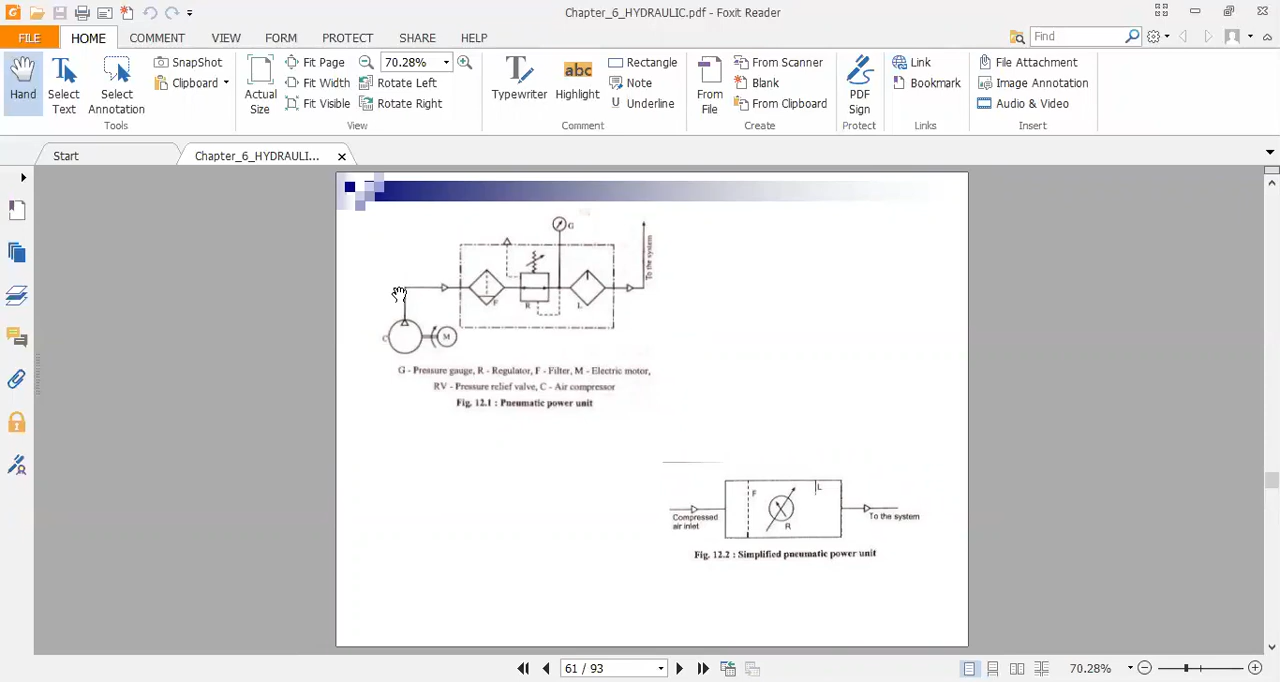 Chapter_6_HYDRAULIC.pdf - Foxit Reader
FILE HOME COMMENT VIEW FORM PROTECT SHARE HELP
Find
Hand
Select Text
Select Annotation
SnapShot
Clipboard
Tools
Actual Size
Fit Page
Fit Width
Fit Visible
70.28%
Rotate Left
Rotate Right
View
Typewriter
Highlight
abc
Rectangle
Note
U Underline
Comment
From File
From Scanner
Blank
From Clipboard
Create
PDF Sign
Protect
Link
Bookmark
Links
File Attachment
Image Annotation
Audio & Video
Insert
Start
Chapter_6_HYDRAULI...
G
To the system
F
R
L
C
M
G - Pressure gauge, R - Regulator, F - Filter, M - Electric motor,
RV - Pressure relief valve, C - Air compressor
Fig. 12.1 : Pneumatic power unit
F
L
R
Compressed
air inlet
To the system
Fig. 12.2 : Simplified pneumatic power unit
61 / 93
70.28%